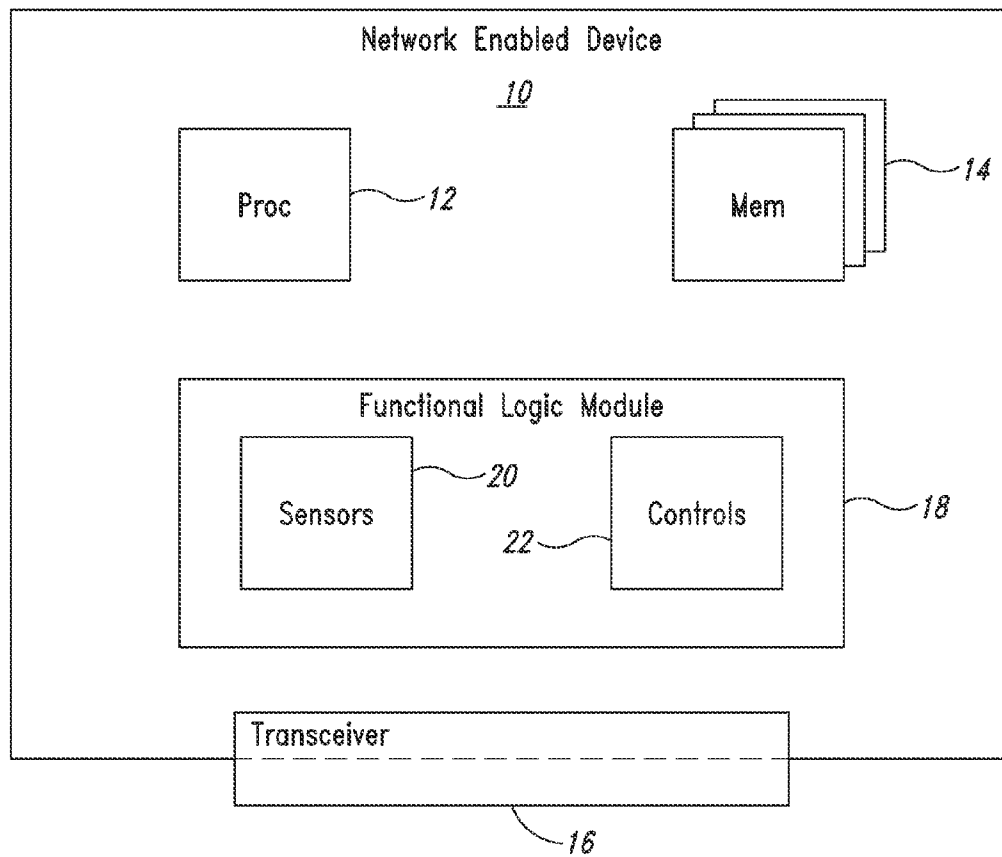 Network Enabled Device
10
Proc
12
Mem
14
Functional Logic Module
Sensors
20
Controls
22
18
Transceiver
16